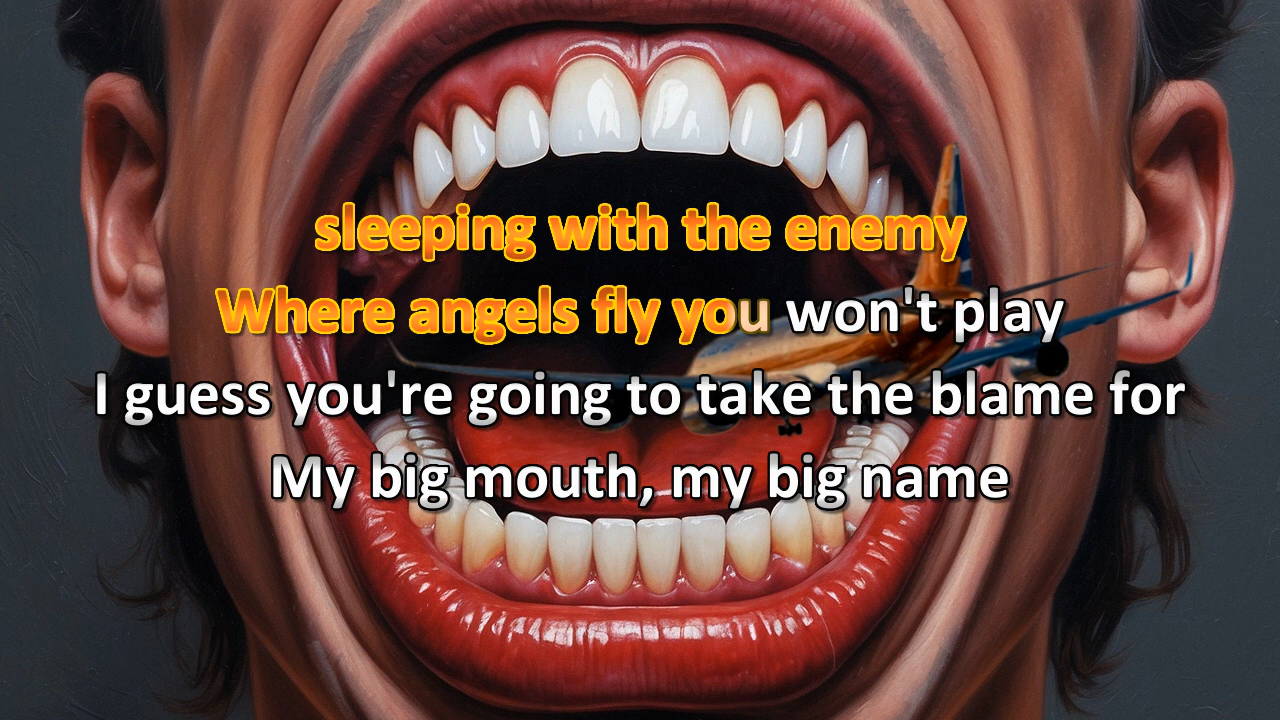 sleeping with the enemy
Where angels fly you won't play
I guess you're going to take the blame for
My big mouth, my big name